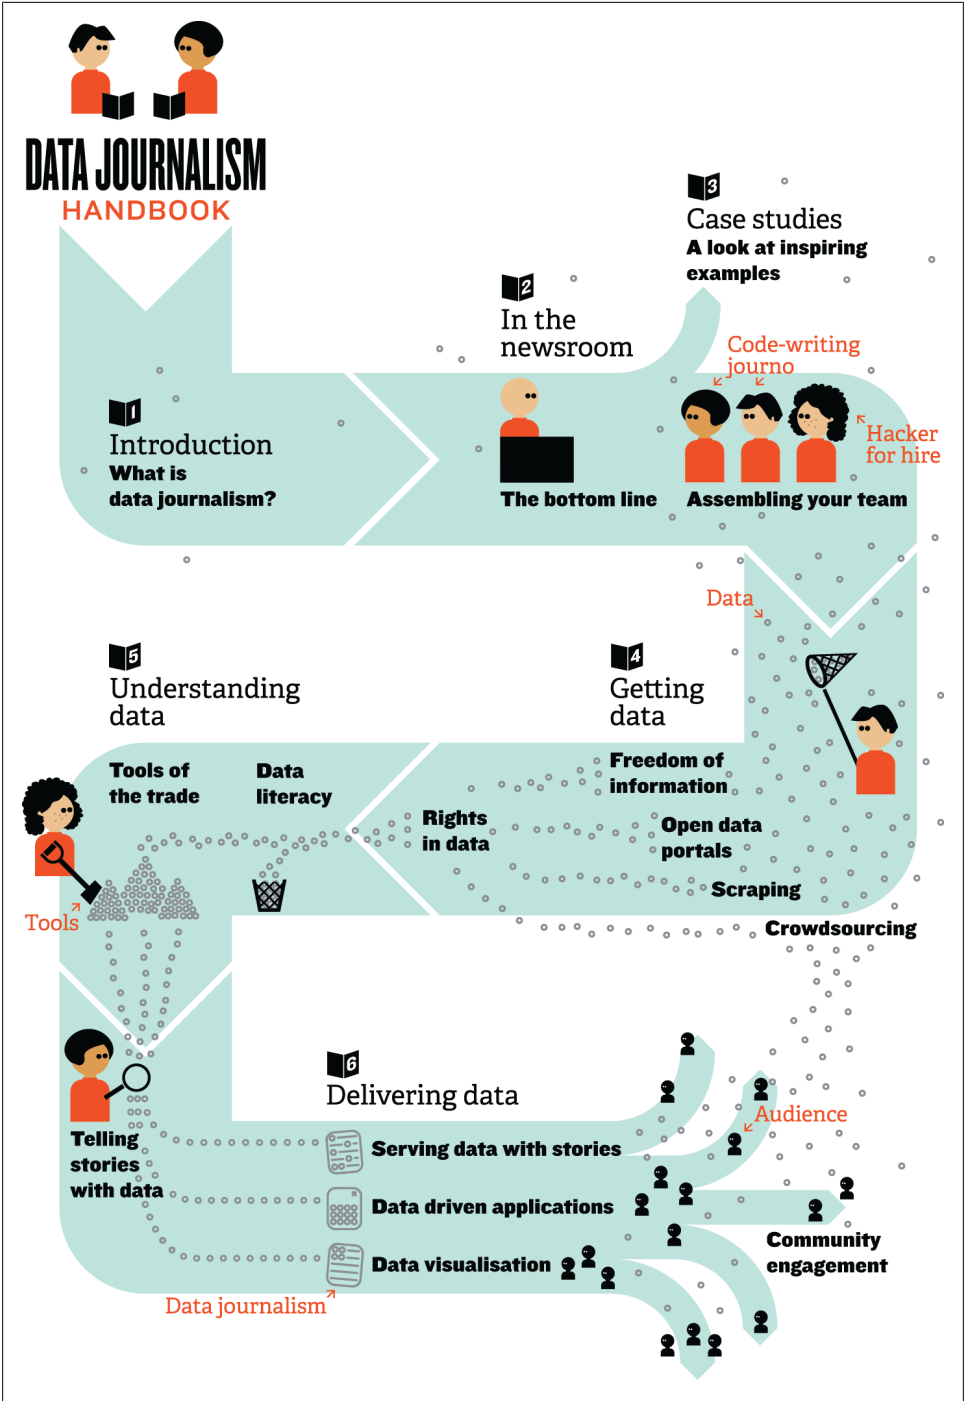 DATA JOURNALISM
HANDBOOK
1
Introduction
What is
data journalism?
2
In the
newsroom
The bottom line
3
Case studies
A look at inspiring
examples
Code-writing
journo
Hacker
for hire
Assembling your team
Data
4
Getting
data
Freedom of
information
Open data
portals
Scraping
Crowdsourcing
Rights
in data
5
Understanding
data
Tools of
the trade
Data
literacy
Tools
Telling
stories
with data
6
Delivering data
Serving data with stories
Data driven applications
Data visualisation
Data journalism
Audience
Community
engagement